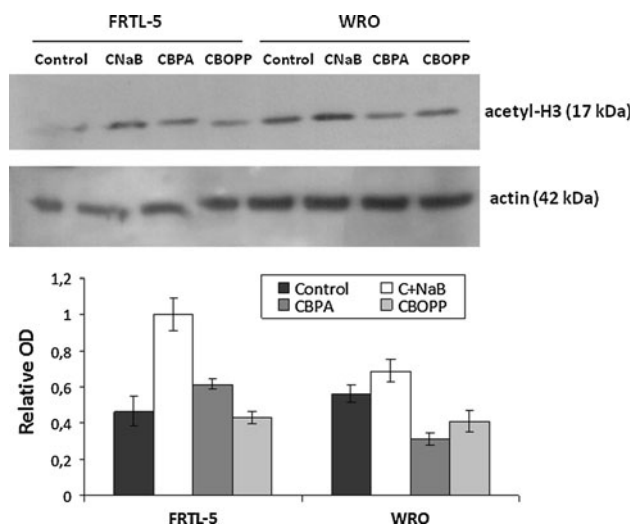 FRTL-5 WRO
Control CNaB CBPA CBOPP Control CNaB CBPA CBOPP
acetyl-H3 (17 kDa)
actin (42 kDa)
Control C+NaB
CBPA CBOPP
Relative OD
1,2
1
0,8
0,6
0,4
0,2
0
FRTL-5 WRO